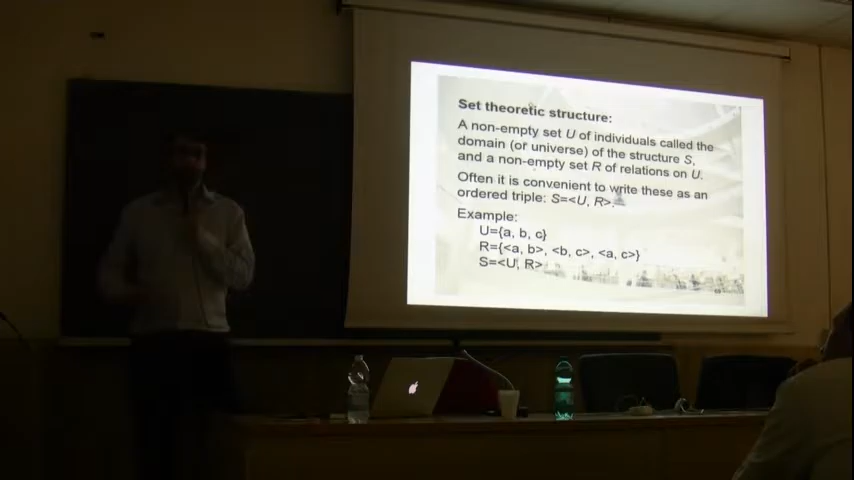 Set theoretic structure:
A non-empty set U of individuals called the
domain (or universe) of the structure S,
and a non-empty set R of relations on U.
Often it is convenient to write these as an
ordered triple: S=<U, R>.
Example:
U={a, b, c}
R={<a, b>, <b, c>, <a, c>}
S=<U, R>